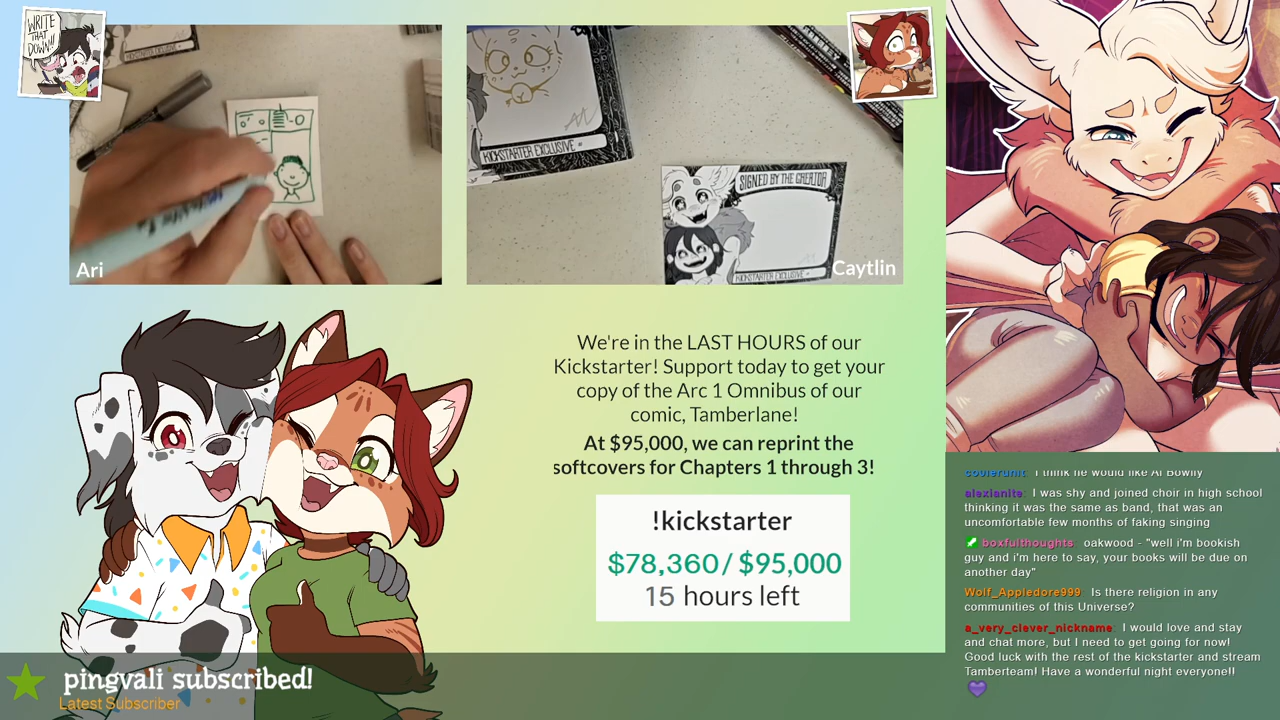 WRITE
THAT
DOWN!!
KICKSTARTER EXCLUSIVE
SIGNED BY THE CREATOR
KICKSTARTER EXCLUSIVE
Ari
Caytlin
We're in the LAST HOURS of our
Kickstarter! Support today to get your
copy of the Arc 1 Omnibus of our
comic, Tamberlane!
At $95,000, we can reprint the
softcovers for Chapters 1 through 3!
!kickstarter
$78,360/ $95,000
15 hours left
pingvali subscribed!
Latest Subscriber
I think he would like Al Bowlly
alexianite: I was shy and joined choir in high school
thinking it was the same as band, that was an
uncomfortable few months of faking singing
boxfulthoughts: oakwood - "well i'm bookish
guy and i'm here to say, your books will be due on
another day"
Wolf_Appledore999: Is there religion in any
communities of this Universe?
a_very_clever_nickname: I would love and stay
and chat more, but I need to get going for now!
Good luck with the rest of the kickstarter and stream
Tamberteam! Have a wonderful night everyone!!